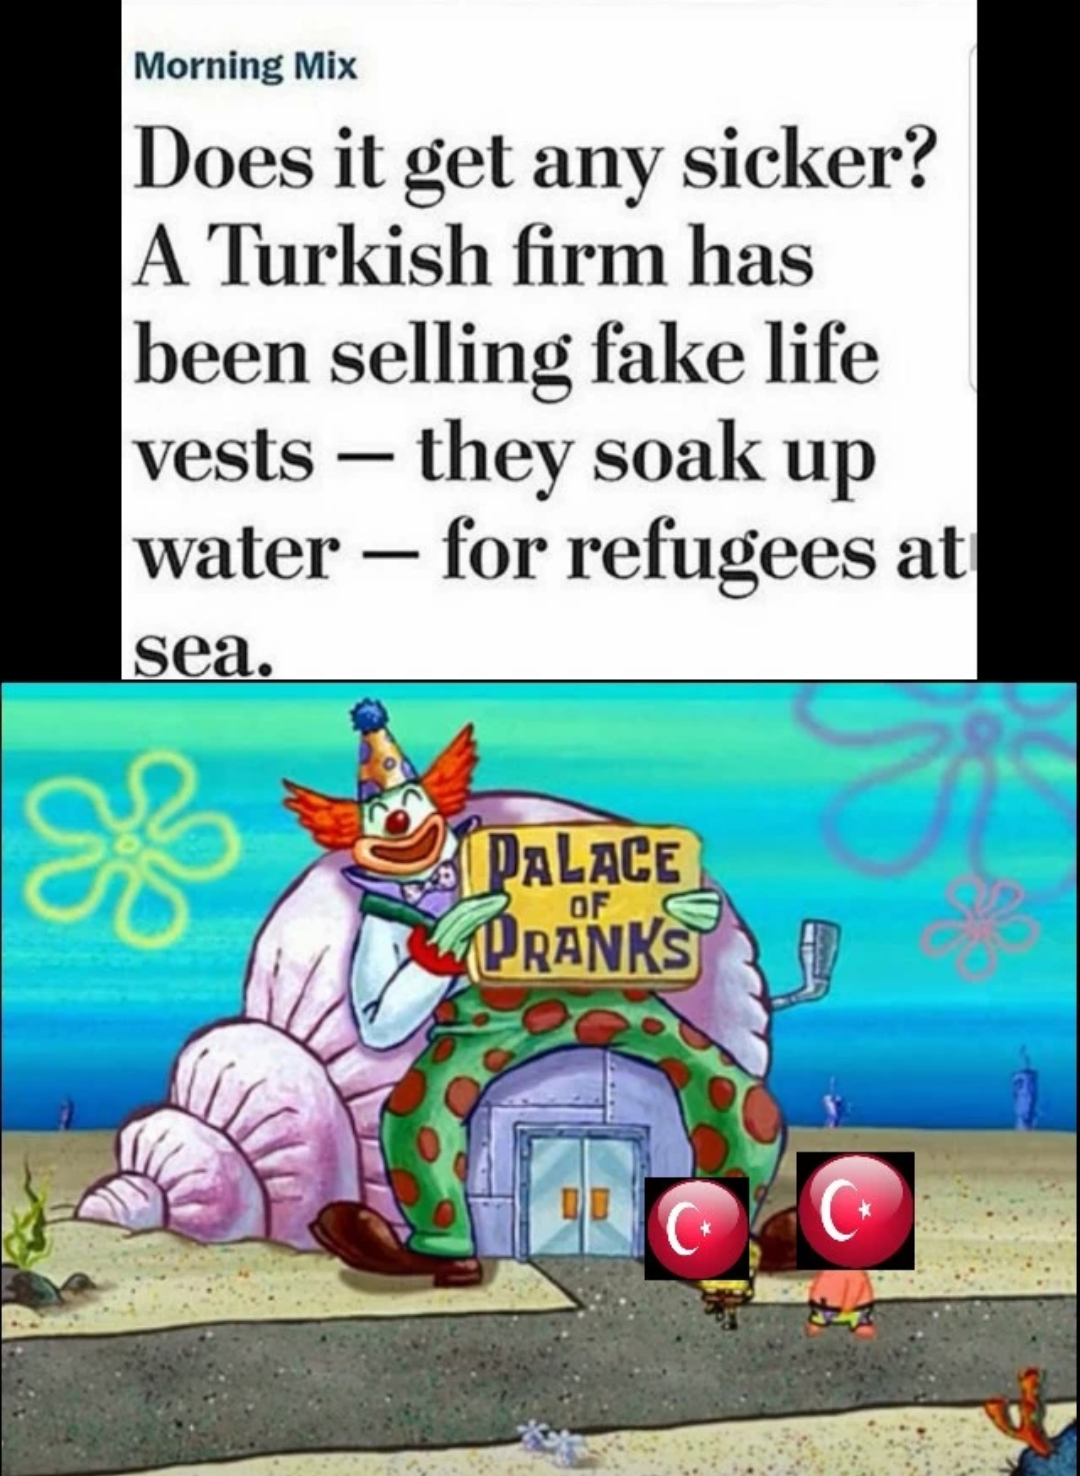 Morning Mix
Does it get any sicker?
A Turkish firm has
been selling fake life
vests — they soak up
water — for refugees at
sea.
PALACE
OF
PRANKS